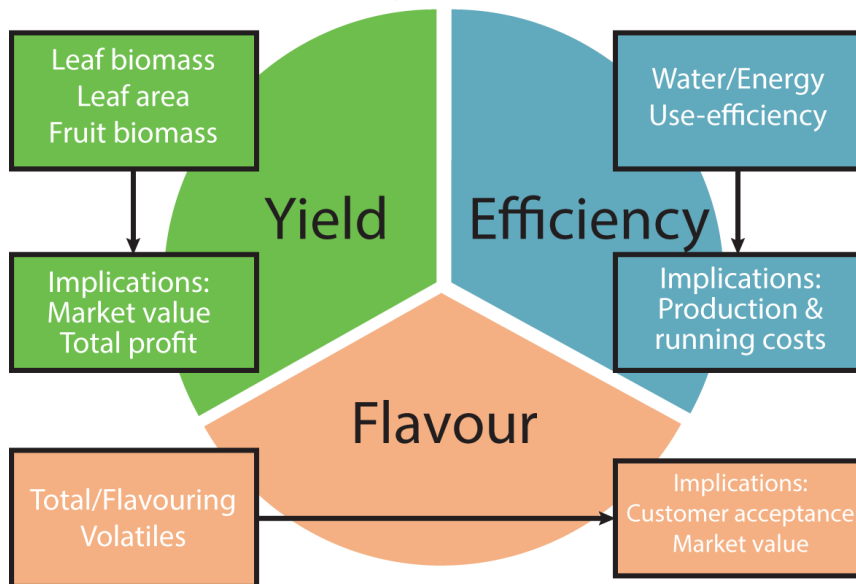 Leaf biomass
Leaf area
Fruit biomass
Water/Energy
Use-efficiency
Yield
Efficiency
Implications:
Market value
Total profit
Implications:
Production &
running costs
Flavour
Total/Flavouring
Volatiles
Implications:
Customer acceptance
Market value